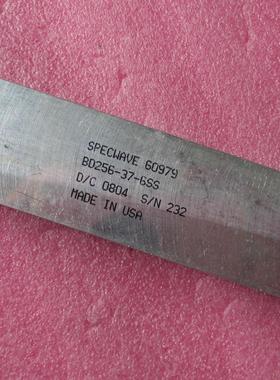 SPECWAVE 60979
BD256-37-6SS
D/C 0804 S/N 232
MADE IN USA